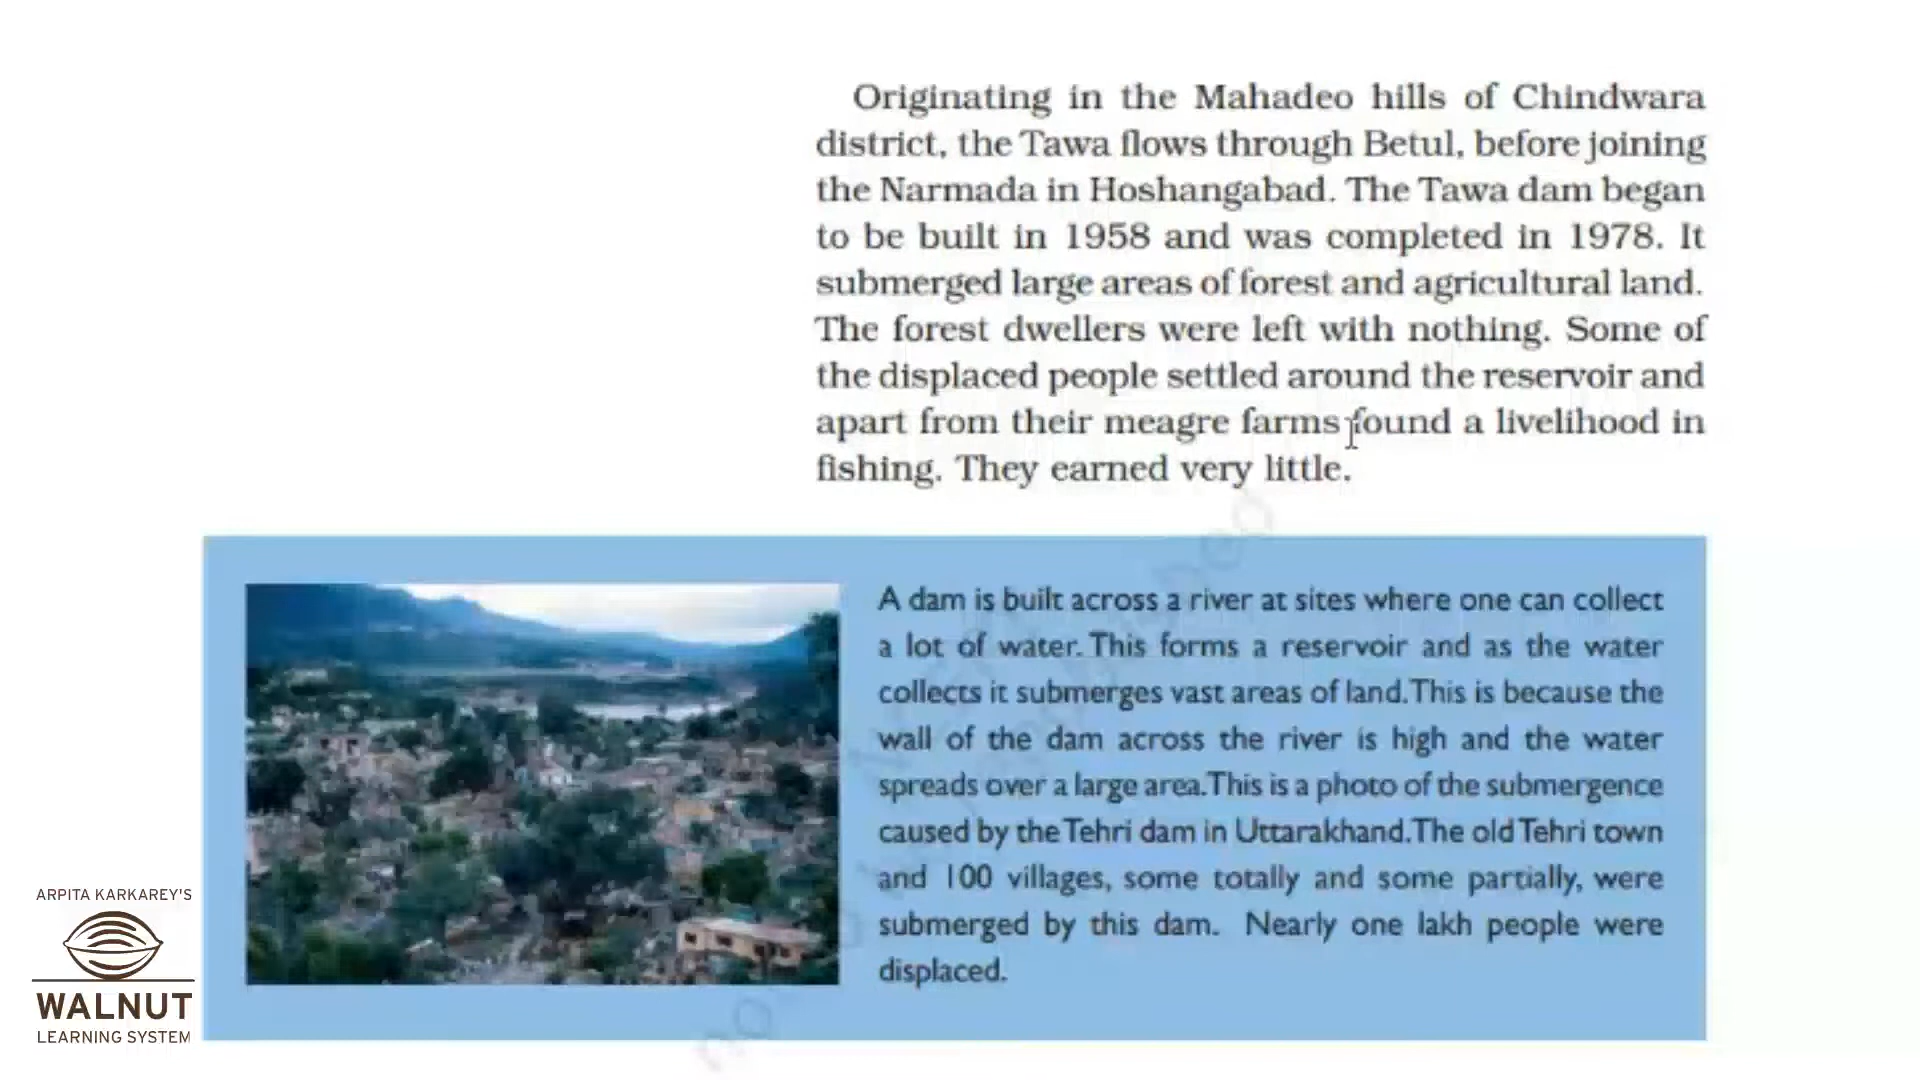 Originating in the Mahadeo hills of Chindwara
district, the Tawa flows through Betul, before joining
the Narmada in Hoshangabad. The Tawa dam began
to be built in 1958 and was completed in 1978. It
submerged large areas of forest and agricultural land.
The forest dwellers were left with nothing. Some of
the displaced people settled around the reservoir and
apart from their meagre farms found a livelihood in
fishing. They earned very little.
A dam is built across a river at sites where one can collect
a lot of water. This forms a reservoir and as the water
collects it submerges vast areas of land. This is because the
wall of the dam across the river is high and the water
spreads over a large area. This is a photo of the submergence
caused by the Tehri dam in Uttarakhand. The old Tehri town
and 100 villages, some totally and some partially, were
submerged by this dam. Nearly one lakh people were
displaced.
ARPITA KARKAREY'S
WALNUT
LEARNING SYSTEM